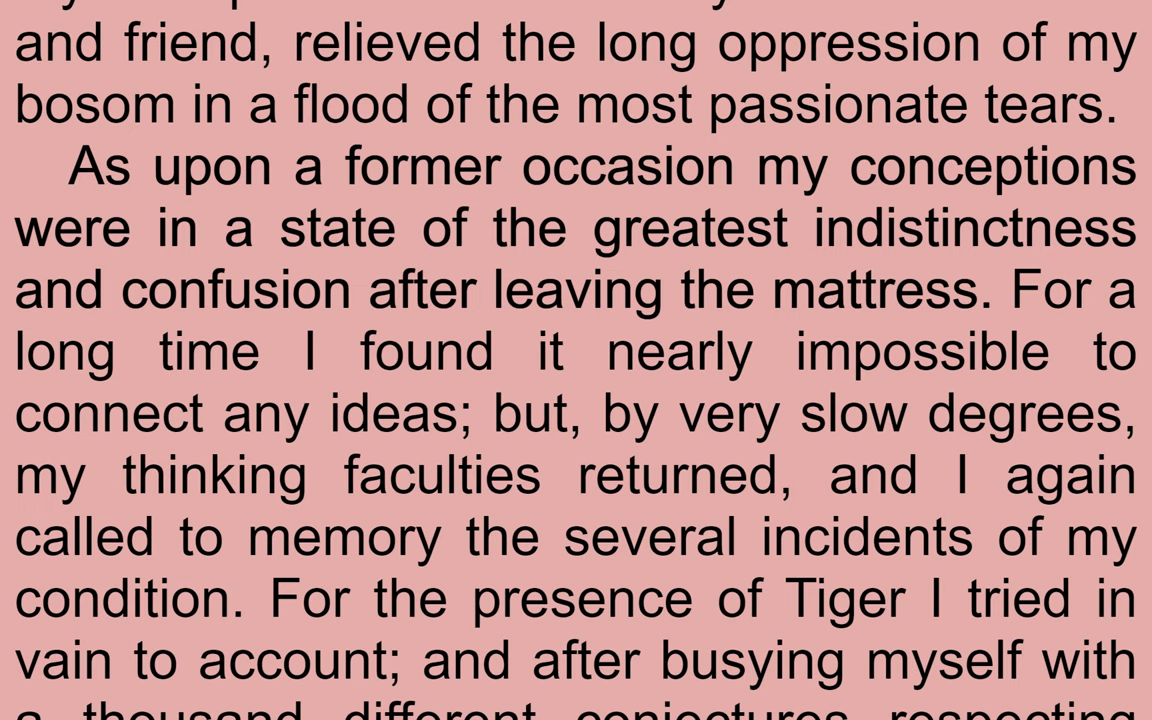 and friend, relieved the long oppression of my
bosom in a flood of the most passionate tears.
As upon a former occasion my conceptions
were in a state of the greatest indistinctness
and confusion after leaving the mattress. For a
long time I found it nearly impossible to
connect any ideas; but, by very slow degrees,
my thinking faculties returned, and I again
called to memory the several incidents of my
condition. For the presence of Tiger I tried in
vain to account; and after busying myself with
a thousand different conjectures respecting